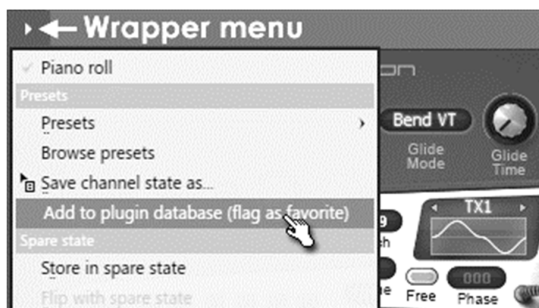 Wrapper menu
Piano roll
Presets
Presets
Browse presets
Save channel state as...
Add to plugin database (flag as favorite)
Spare state
Store in spare state
Flip with spare state
Bend VT
Glide
Mode
Glide
Time
TX1
Free
000
Phase